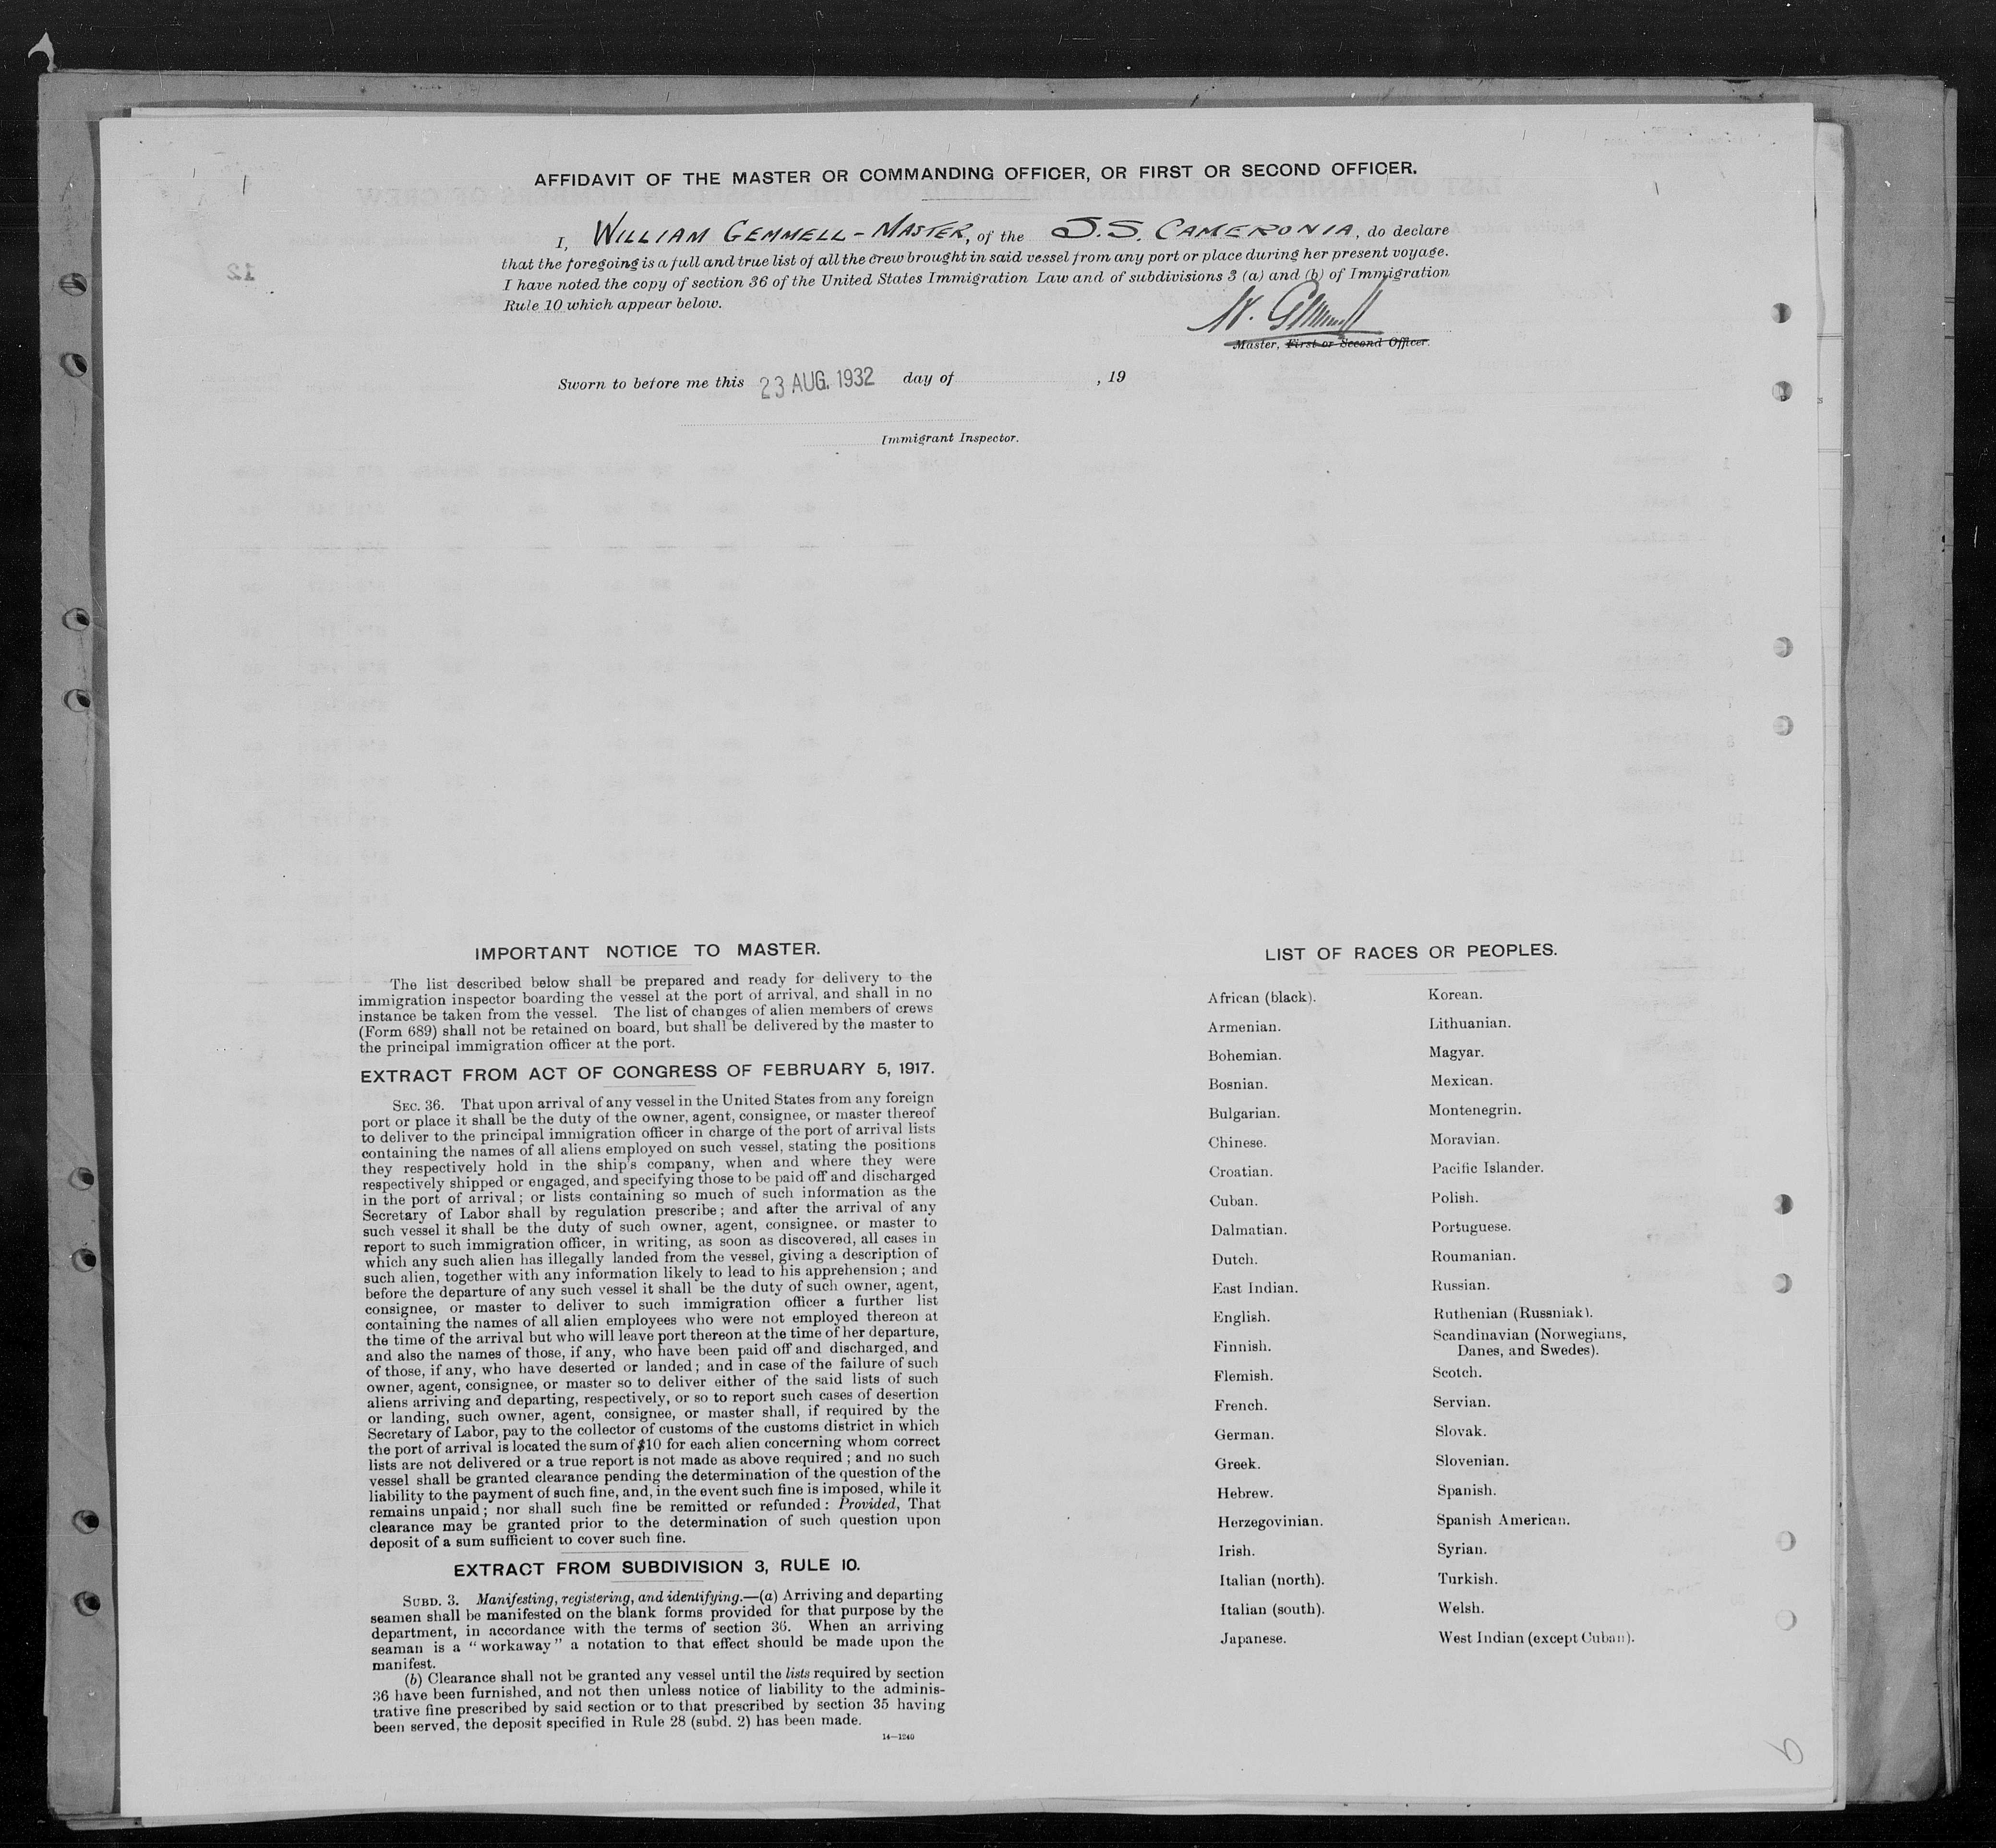 AFFIDAVIT OF THE MASTER OR COMMANDING OFFICER, OR FIRST OR SECOND OFFICER.
I, WILLIAM GEMMELL - MASTER, of the S.S. CAMERONIA, do declare
that the foregoing is a full and true list of all the crew brought in said vessel from any port or place during her present voyage.
I have noted the copy of section 36 of the United States Immigration Law and of subdivisions 3 (a) and (b) of Immigration
Rule 10 which appear below.
W. Gemmell
Master, First or Second Officer.
Sworn to before me this 23 AUG. 1932 day of , 19
Immigrant Inspector.
IMPORTANT NOTICE TO MASTER.
The list described below shall be prepared and ready for delivery to the
immigration inspector boarding the vessel at the port of arrival, and shall in no
instance be taken from the vessel. The list of changes of alien members of crews
(Form 689) shall not be retained on board, but shall be delivered by the master to
the principal immigration officer at the port.
EXTRACT FROM ACT OF CONGRESS OF FEBRUARY 5, 1917.
SEC. 36. That upon arrival of any vessel in the United States from any foreign
port or place it shall be the duty of the owner, agent, consignee, or master thereof
to deliver to the principal immigration officer in charge of the port of arrival lists
containing the names of all aliens employed on such vessel, stating the positions
they respectively hold in the ship's company, when and where they were
respectively shipped or engaged, and specifying those to be paid off and discharged
in the port of arrival; or lists containing so much of such information as the
Secretary of Labor shall by regulation prescribe; and after the arrival of any
such vessel it shall be the duty of such owner, agent, consignee, or master to
report to such immigration officer, in writing, as soon as discovered, all cases in
which any such alien has illegally landed from the vessel, giving a description of
such alien, together with any information likely to lead to his apprehension; and
before the departure of any such vessel it shall be the duty of such owner, agent,
consignee, or master to deliver to such immigration officer a further list
containing the names of all alien employees who were not employed thereon at
the time of the arrival but who will leave port thereon at the time of her departure,
and also the names of those, if any, who have been paid off and discharged, and
of those, if any, who have deserted or landed; and in case of the failure of such
owner, agent, consignee, or master so to deliver either of the said lists of such
aliens arriving and departing, respectively, or so to report such cases of desertion
or landing, such owner, agent, consignee, or master shall, if required by the
Secretary of Labor, pay to the collector of customs of the customs district in which
the port of arrival is located the sum of $10 for each alien concerning whom correct
lists are not delivered or a true report is not made as above required; and no such
vessel shall be granted clearance pending the determination of the question of the
liability to the payment of such fine, and, in the event such fine is imposed, while it
remains unpaid; nor shall such fine be remitted or refunded: Provided, That
clearance may be granted prior to the determination of such question upon
deposit of a sum sufficient to cover such fine.
EXTRACT FROM SUBDIVISION 3, RULE 10.
SUBD. 3. Manifesting, registering, and identifying.—(a) Arriving and departing
seamen shall be manifested on the blank forms provided for that purpose by the
department, in accordance with the terms of section 36. When an arriving
seaman is a "workaway" a notation to that effect should be made upon the
manifest.
(b) Clearance shall not be granted any vessel until the lists required by section
36 have been furnished, and not then unless notice of liability to the adminis-
trative fine prescribed by said section or to that prescribed by section 35 having
been served, the deposit specified in Rule 28 (subd. 2) has been made.
14—1240
LIST OF RACES OR PEOPLES.
African (black).
Armenian.
Bohemian.
Bosnian.
Bulgarian.
Chinese.
Croatian.
Cuban.
Dalmatian.
Dutch.
East Indian.
English.
Finnish.
Flemish.
French.
German.
Greek.
Hebrew.
Herzegovinian.
Irish.
Italian (north).
Italian (south).
Japanese.
Korean.
Lithuanian.
Magyar.
Mexican.
Montenegrin.
Moravian.
Pacific Islander.
Polish.
Portuguese.
Roumanian.
Russian.
Ruthenian (Russniak).
Scandinavian (Norwegians,
Danes, and Swedes).
Scotch.
Servian.
Slovak.
Slovenian.
Spanish.
Spanish American.
Syrian.
Turkish.
Welsh.
West Indian (except Cuban).